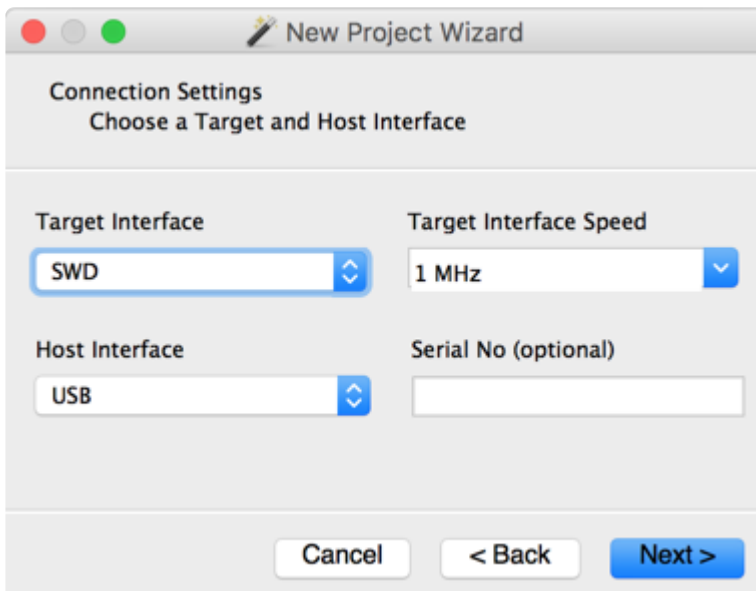 New Project Wizard
Connection Settings
Choose a Target and Host Interface
Target Interface
Target Interface Speed
SWD
1 MHz
Host Interface
Serial No (optional)
USB
Cancel
< Back
Next >